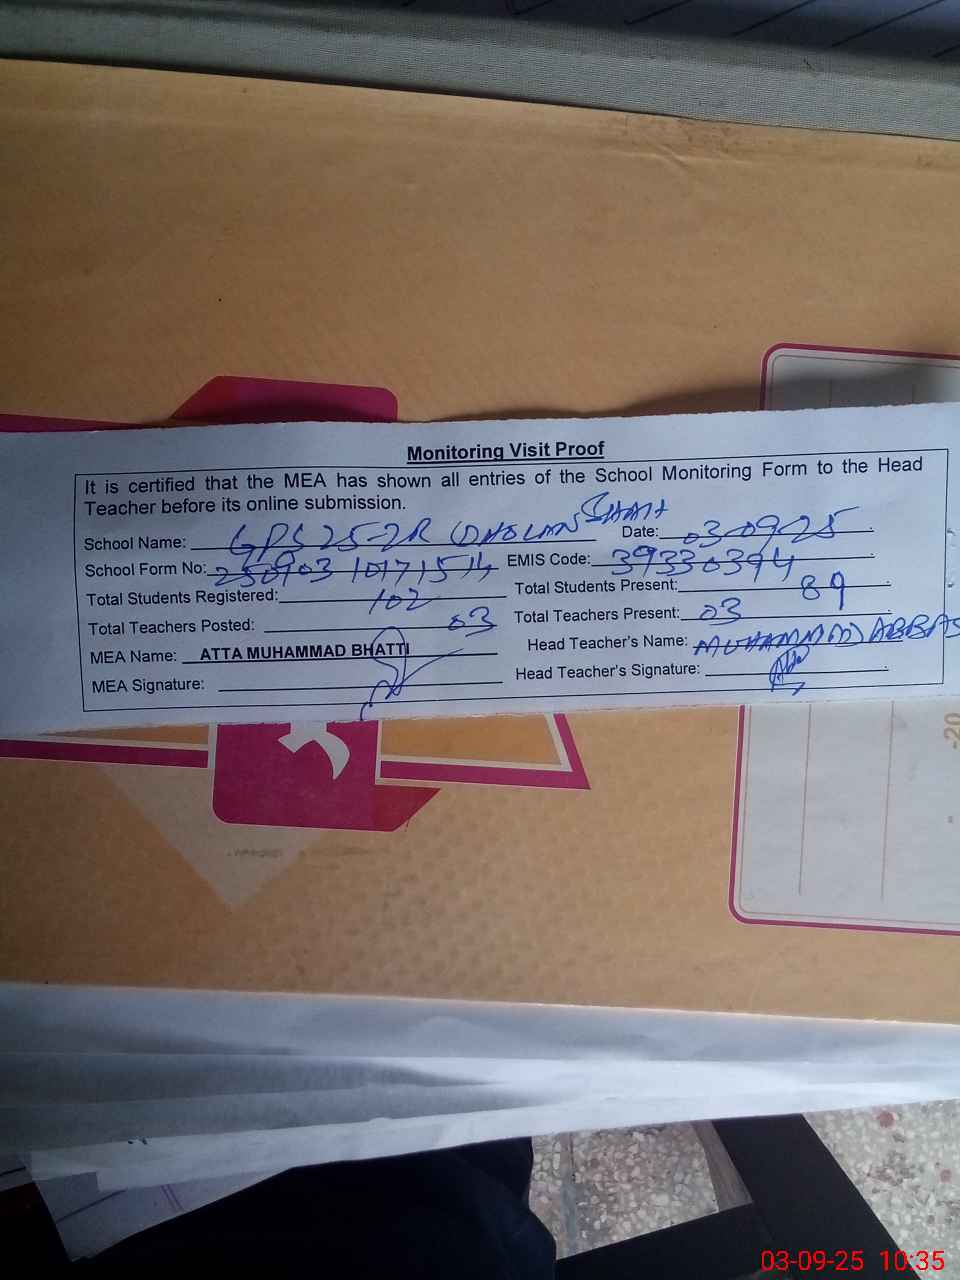 Monitoring Visit Proof
It is certified that the MEA has shown all entries of the School Monitoring Form to the Head
Teacher before its online submission.
School Name: GPS 25-2R DHOLAN SHAH Date: 03-09-25
School Form No: 250903 10171514 EMIS Code: 39330394
Total Students Registered: 102 Total Students Present: 89
Total Teachers Posted: 03 Total Teachers Present: 03
MEA Name: ATTA MUHAMMAD BHATTI Head Teacher's Name: MUHAMMAD ABBAS
MEA Signature: Head Teacher's Signature:
-20
03-09-25 10:35